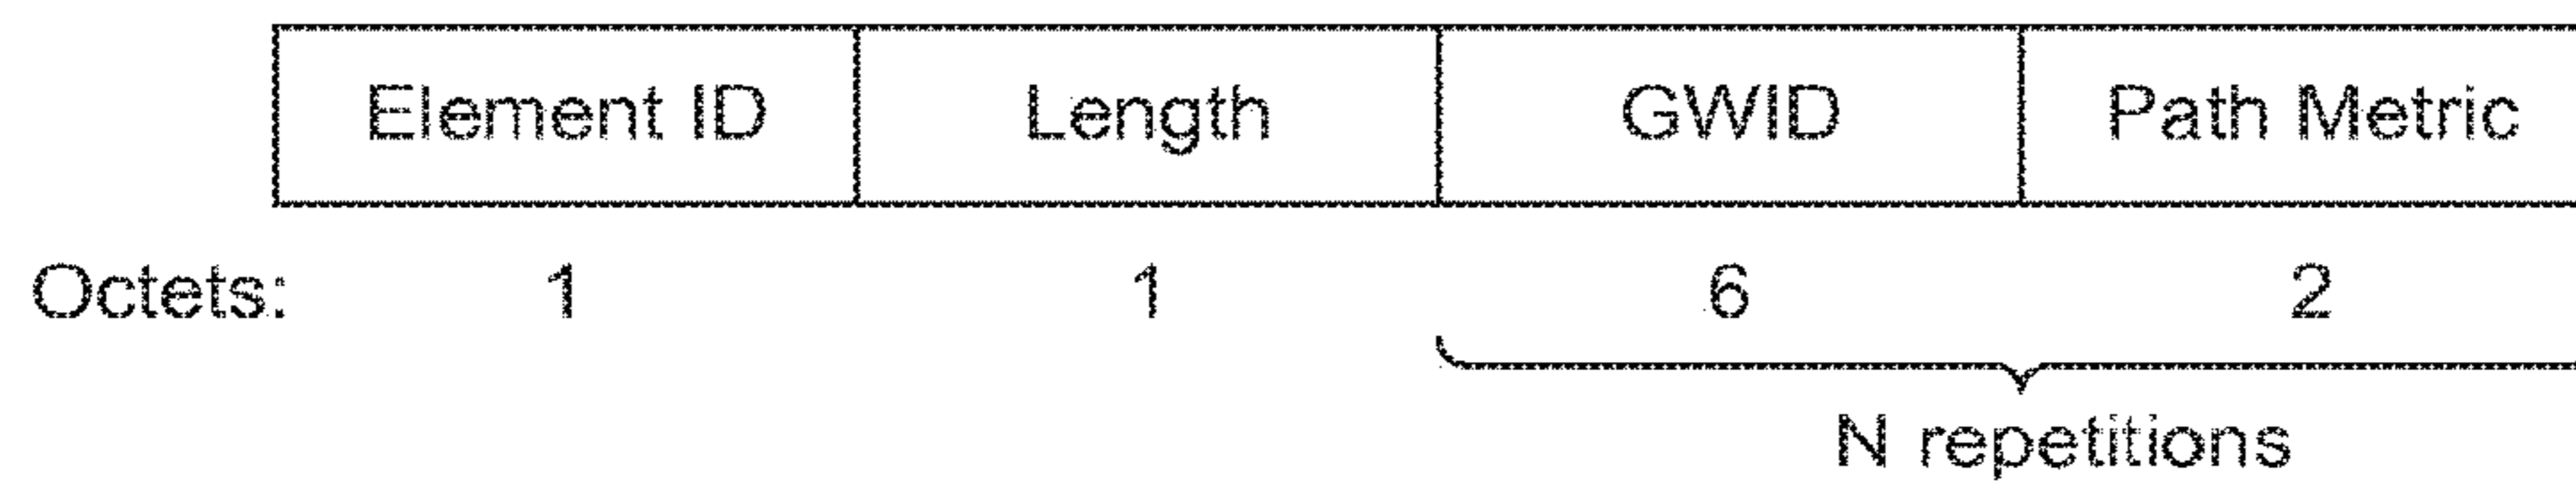 Element ID Length GWID Path Metric
Octets: 1 1 6 2
N repetitions